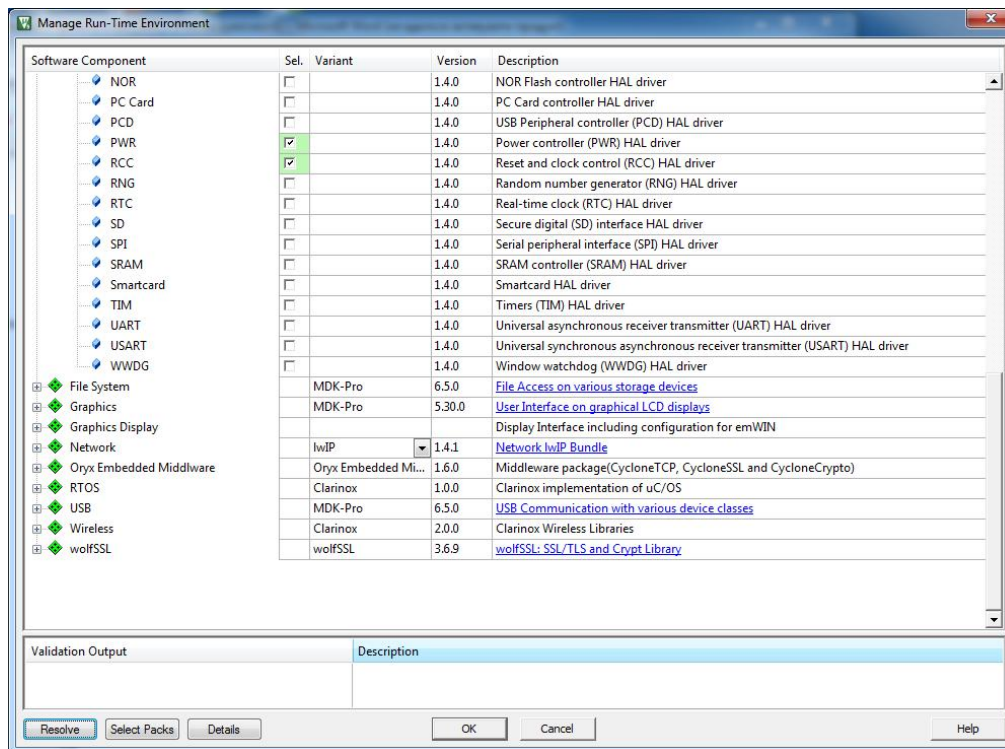 Manage Run-Time Environment
Software Component Sel. Variant Version Description
NOR 1.4.0 NOR Flash controller HAL driver
PC Card 1.4.0 PC Card controller HAL driver
PCD 1.4.0 USB Peripheral controller (PCD) HAL driver
PWR 1.4.0 Power controller (PWR) HAL driver
RCC 1.4.0 Reset and clock control (RCC) HAL driver
RNG 1.4.0 Random number generator (RNG) HAL driver
RTC 1.4.0 Real-time clock (RTC) HAL driver
SD 1.4.0 Secure digital (SD) interface HAL driver
SPI 1.4.0 Serial peripheral interface (SPI) HAL driver
SRAM 1.4.0 SRAM controller (SRAM) HAL driver
Smartcard 1.4.0 Smartcard HAL driver
TIM 1.4.0 Timers (TIM) HAL driver
UART 1.4.0 Universal asynchronous receiver transmitter (UART) HAL driver
USART 1.4.0 Universal synchronous asynchronous receiver transmitter (USART) HAL driver
WWDG 1.4.0 Window watchdog (WWDG) HAL driver
File System MDK-Pro 6.5.0 File Access on various storage devices
Graphics MDK-Pro 5.30.0 User Interface on graphical LCD displays
Graphics Display Display Interface including configuration for emWIN
Network lwIP 1.4.1 Network lwIP Bundle
Oryx Embedded Middlware Oryx Embedded Mi... 1.6.0 Middleware package(CycloneTCP, CycloneSSL and CycloneCrypto)
RTOS Clarinox 1.0.0 Clarinox implementation of uC/OS
USB MDK-Pro 6.5.0 USB Communication with various device classes
Wireless Clarinox 2.0.0 Clarinox Wireless Libraries
wolfSSL wolfSSL 3.6.9 wolfSSL: SSL/TLS and Crypt Library
Validation Output Description
Resolve Select Packs Details OK Cancel Help